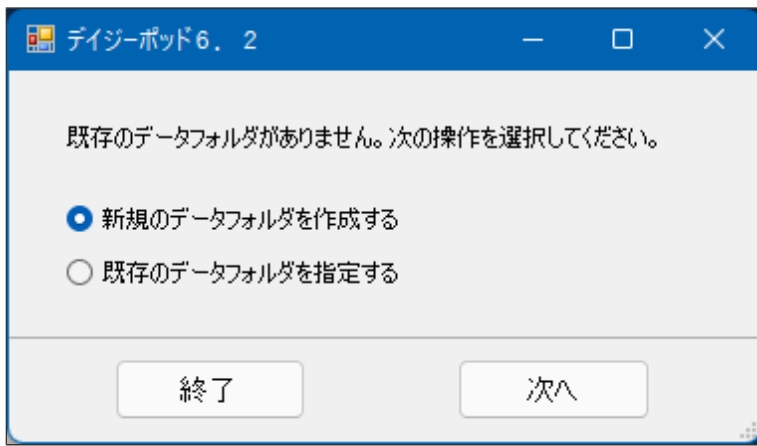 デイジーポッド６．２
既存のデータフォルダがありません。次の操作を選択してください。
新規のデータフォルダを作成する
既存のデータフォルダを指定する
終了
次へ